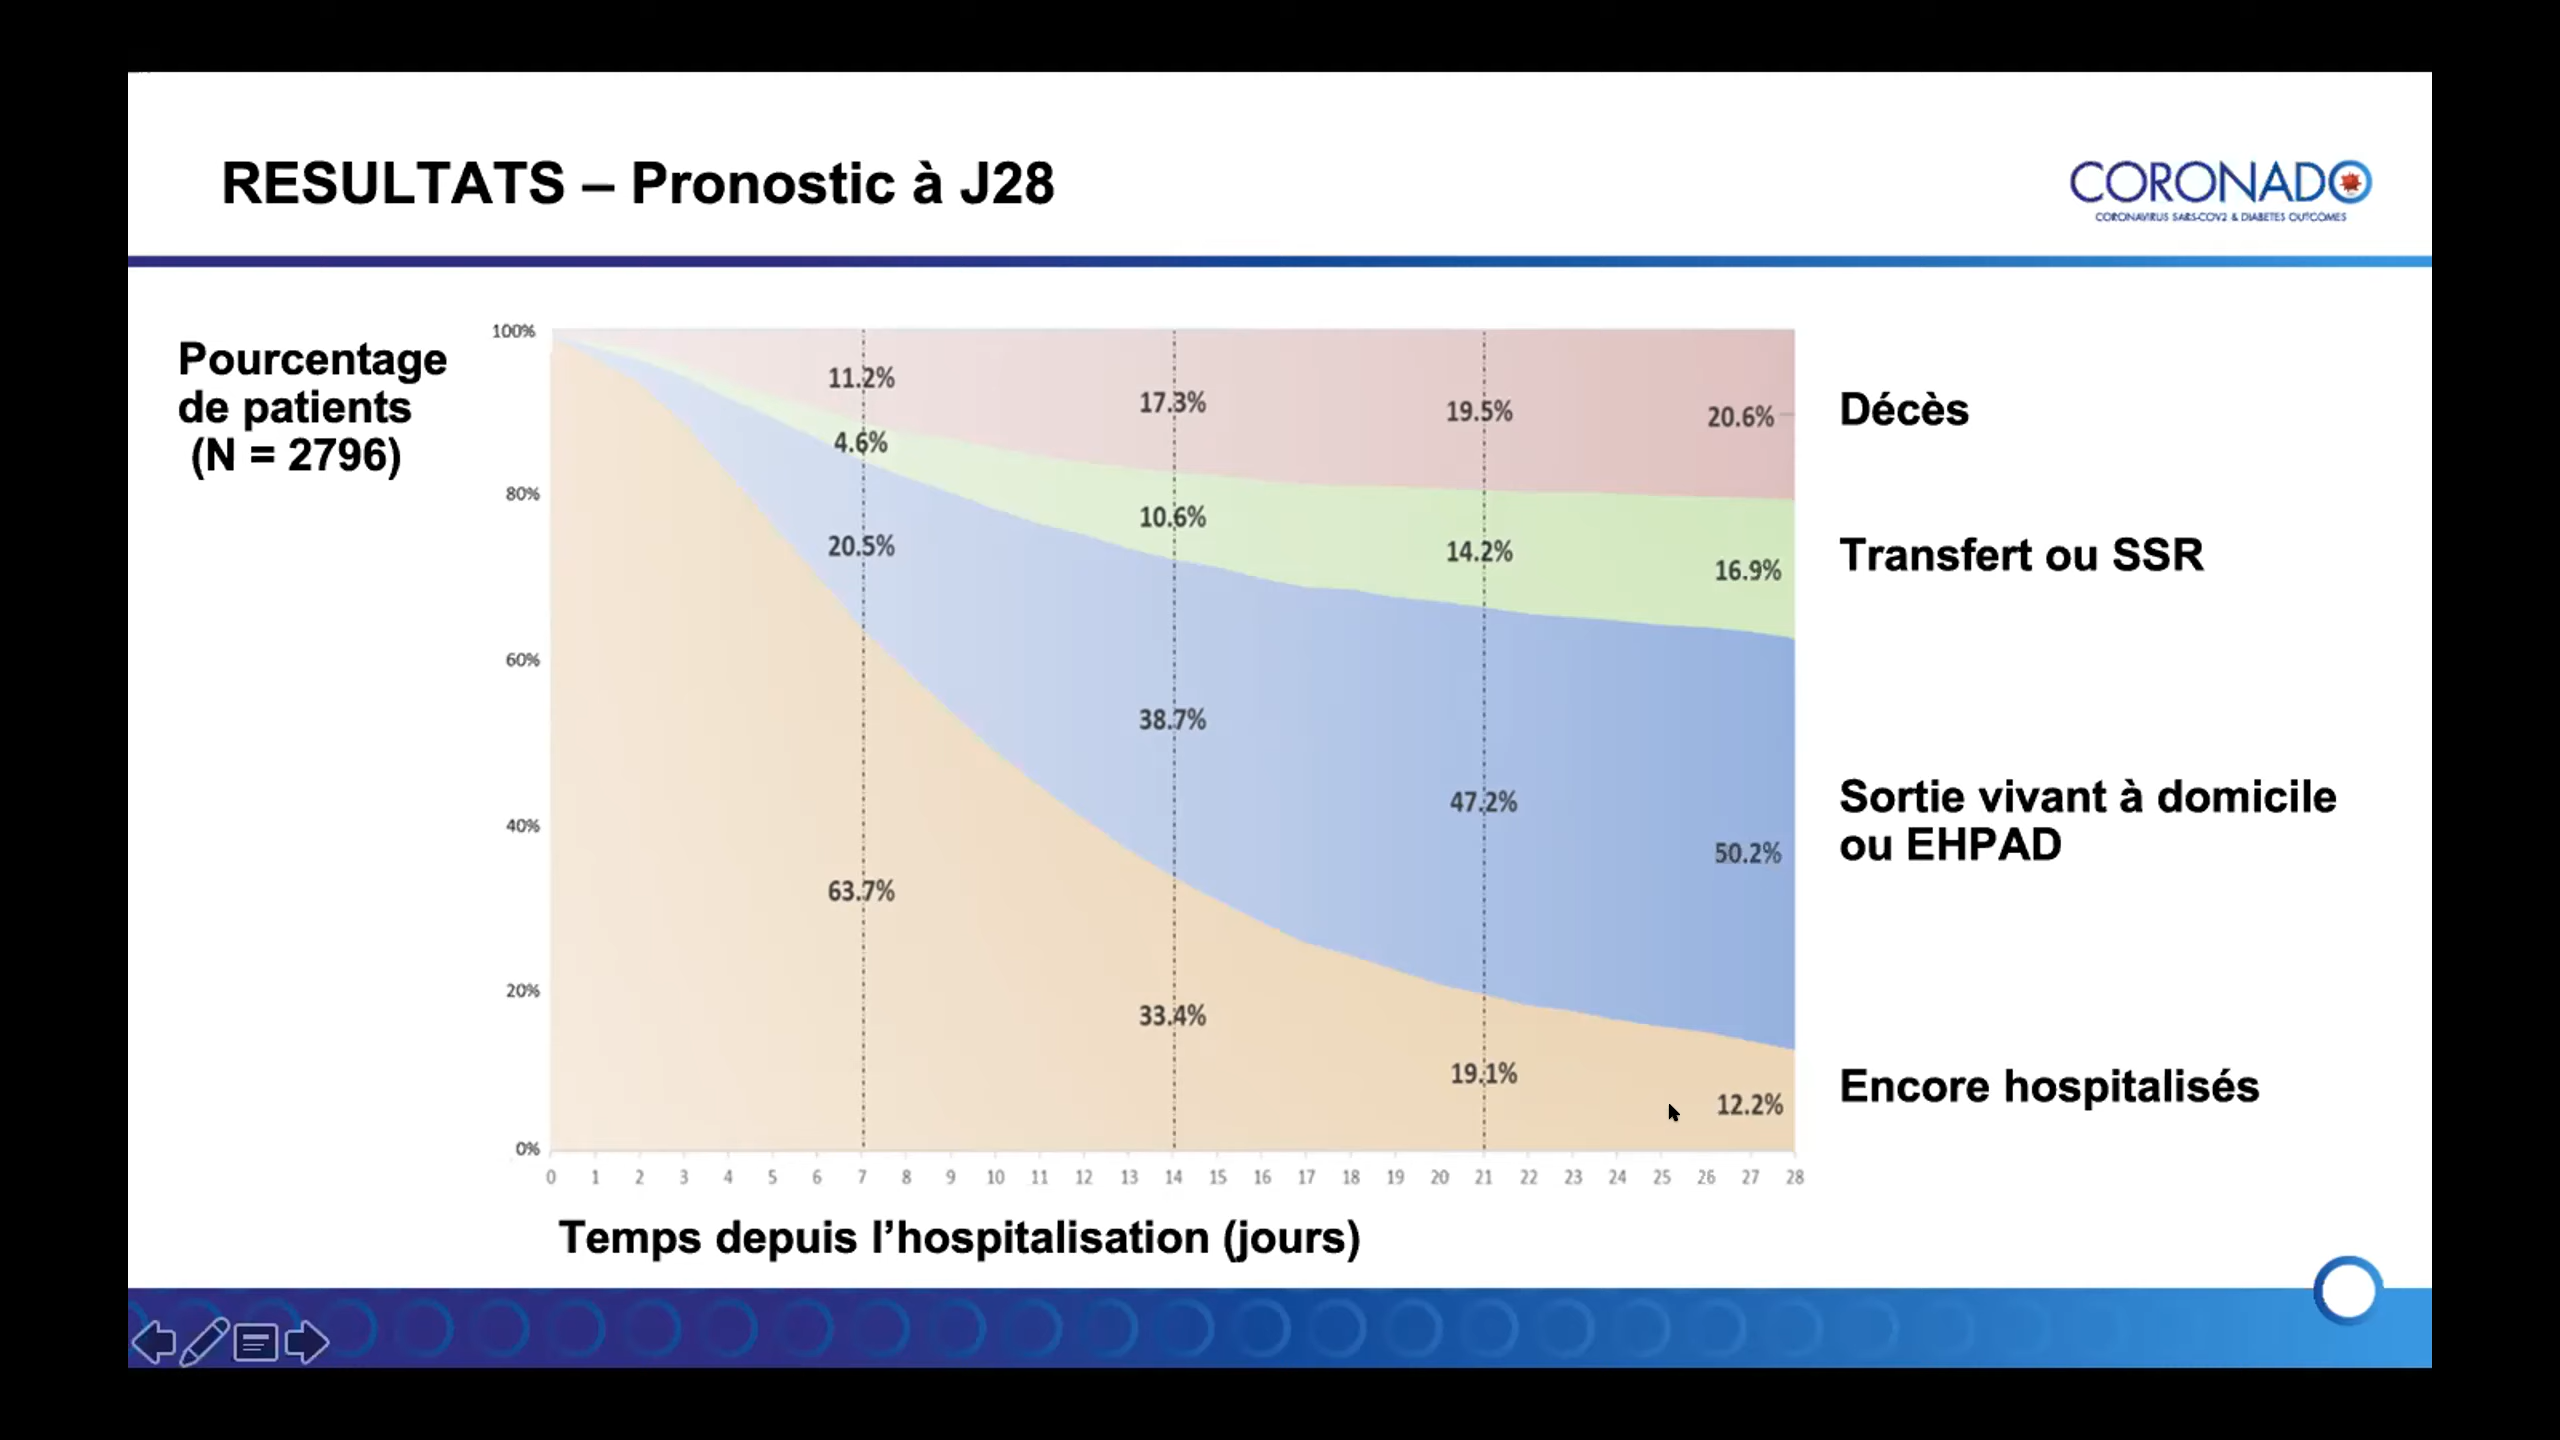 RESULTATS – Pronostic à J28
CORONADO
CORONAVIRUS SARS-COV2 & DIABETES OUTCOMES
Pourcentage
de patients
(N = 2796)
100%
80%
60%
40%
20%
0%
11.2%
4.6%
20.5%
63.7%
17.3%
10.6%
38.7%
33.4%
19.5%
14.2%
47.2%
19.1%
20.6%
16.9%
50.2%
12.2%
Décès
Transfert ou SSR
Sortie vivant à domicile
ou EHPAD
Encore hospitalisés
0 1 2 3 4 5 6 7 8 9 10 11 12 13 14 15 16 17 18 19 20 21 22 23 24 25 26 27 28
Temps depuis l’hospitalisation (jours)